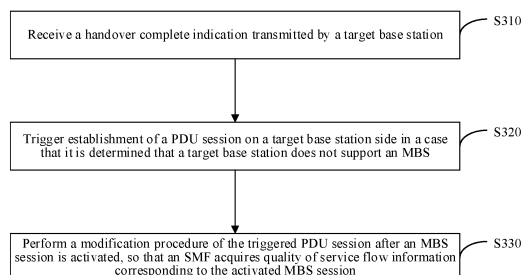 Receive a handover complete indication transmitted by a target base station
S310
Trigger establishment of a PDU session on a target base station side in a case
that it is determined that a target base station does not support an MBS
S320
Perform a modification procedure of the triggered PDU session after an MBS
session is activated, so that an SMF acquires quality of service flow information
corresponding to the activated MBS session
S330